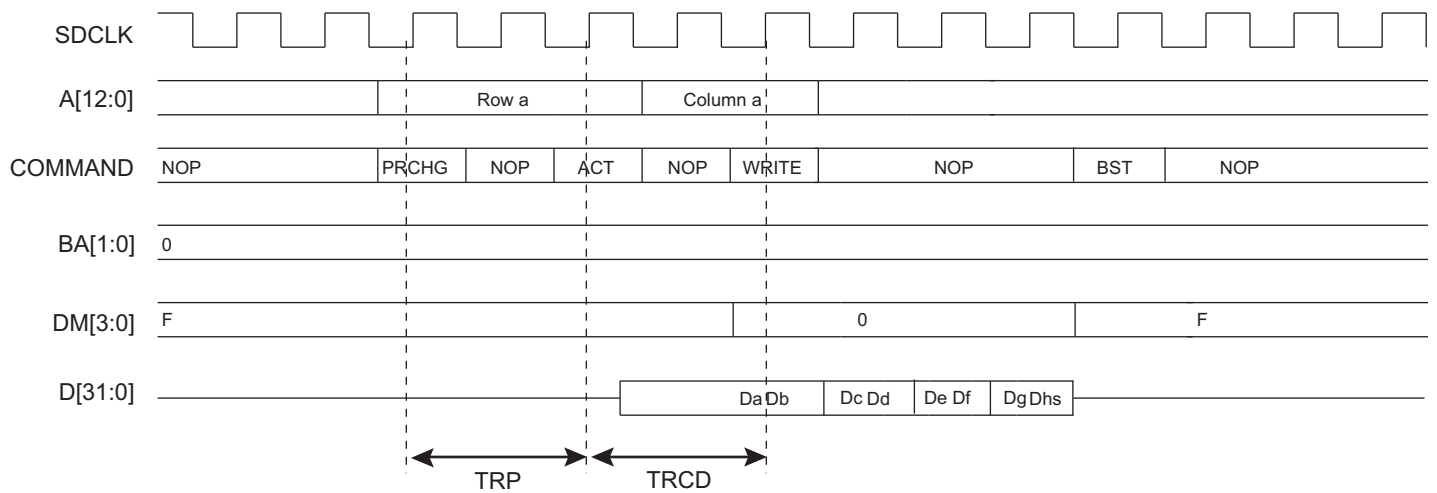 SDCLK
A[12:0] Row a Column a
COMMAND NOP PRCHG NOP ACT NOP WRITE NOP BST NOP
BA[1:0] 0
DM[3:0] F 0 F
D[31:0] Da Db Dc Dd De Df Dg Dhs
TRP TRCD